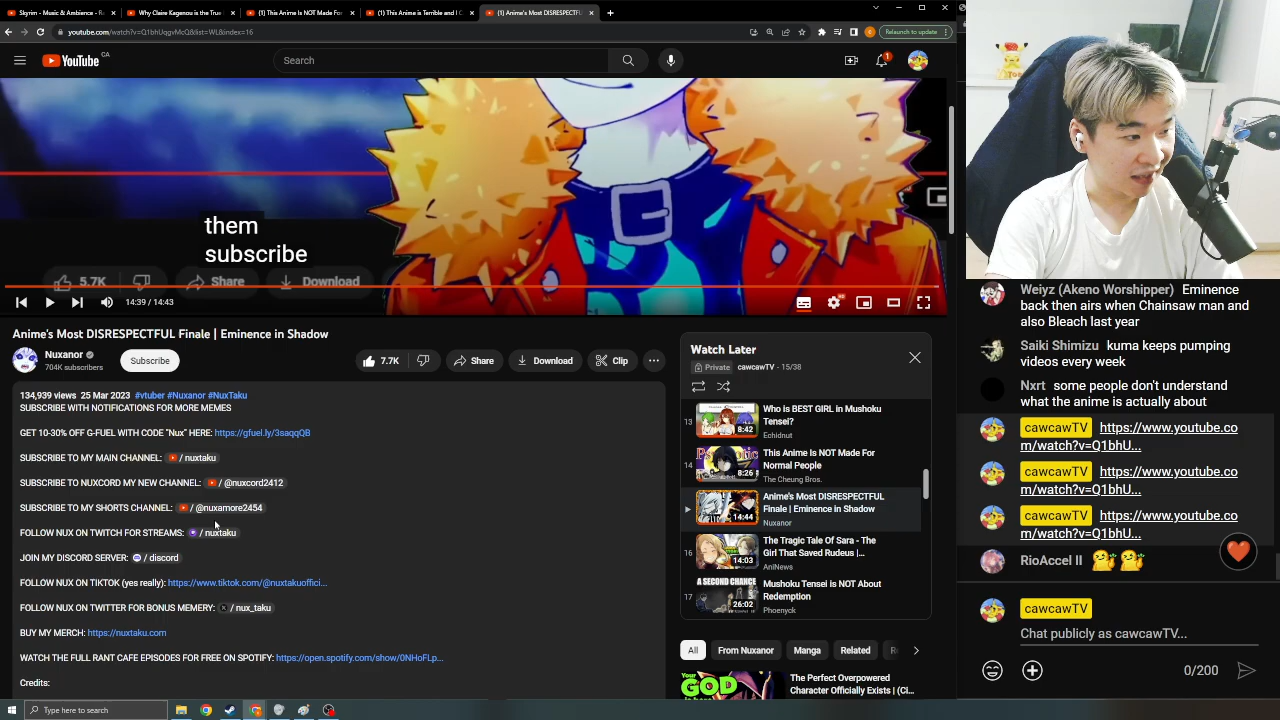 Slgrim - Music & Ambience - Re
Why Claire Kagenou is the True
(1) This Anime Is NOT Made For
(1) This Anime is Terrible and I C
(1) Anime's Most DISRESPECTFUL
youtube.com/watch?v=Q1bhUqgvMcQ&list=WL&index=16
Relaunch to update
YouTube CA
Search
1
them
subscribe
5.7K
Share
Download
14:39 / 14:43
Anime's Most DISRESPECTFUL Finale | Eminence in Shadow
Nuxanor
704K subscribers
Subscribe
7.7K
Share
Download
Clip
134,939 views 25 Mar 2023 #vtuber #Nuxanor #NuxTaku
SUBSCRIBE WITH NOTIFICATIONS FOR MORE MEMES
GET 10-30% OFF G-FUEL WITH CODE "Nux" HERE: https://gfuel.ly/3saqqQB
SUBSCRIBE TO MY MAIN CHANNEL: / nuxtaku
SUBSCRIBE TO NUXCORD MY NEW CHANNEL: / @nuxcord2412
SUBSCRIBE TO MY SHORTS CHANNEL: / @nuxamore2454
FOLLOW NUX ON TWITCH FOR STREAMS: / nuxtaku
JOIN MY DISCORD SERVER: / discord
FOLLOW NUX ON TIKTOK (yes really): https://www.tiktok.com/@nuxtakuoffici...
FOLLOW NUX ON TWITTER FOR BONUS MEMERY: / nux_taku
BUY MY MERCH: https://nuxtaku.com
WATCH THE FULL RANT CAFE EPISODES FOR FREE ON SPOTIFY: https://open.spotify.com/show/0NHoFLp...
Credits:
Watch Later
Private cawcawTV - 15/38
13
8:42
Who is BEST GIRL in Mushoku
Tensei?
Echidnut
14
8:26
This Anime Is NOT Made For
Normal People
The Cheung Bros.
14:44
Anime's Most DISRESPECTFUL
Finale | Eminence in Shadow
Nuxanor
16
14:03
The Tragic Tale Of Sara - The
Girl That Saved Rudeus |...
AniNews
17
A SECOND CHANCE
26:02
Mushoku Tensei is NOT About
Redemption
Phoenyck
All
From Nuxanor
Manga
Related
Your
GOD
The Perfect Overpowered
Character Officially Exists | (Ci...
Weiyz (Akeno Worshipper) Eminence
back then airs when Chainsaw man and
also Bleach last year
Saiki Shimizu kuma keeps pumping
videos every week
Nxrt some people don't understand
what the anime is actually about
cawcawTV https://www.youtube.co
m/watch?v=Q1bhU...
cawcawTV https://www.youtube.co
m/watch?v=Q1bhU...
cawcawTV https://www.youtube.co
m/watch?v=Q1bhU...
RioAccel II
cawcawTV
Chat publicly as cawcawTV...
0/200
Type here to search